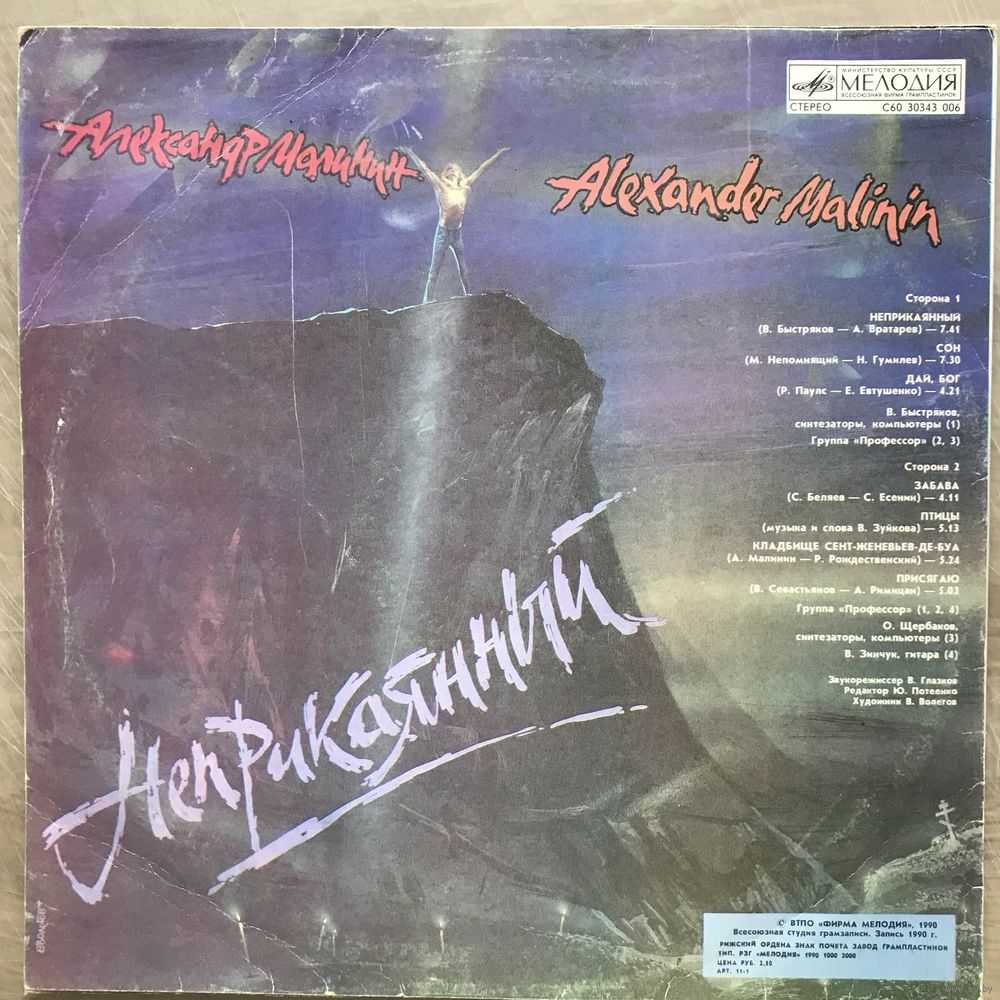 МИНИСТЕРСТВО КУЛЬТУРЫ СССР
МЕЛОДИЯ
ВСЕСОЮЗНАЯ ФИРМА ГРАМПЛАСТИНОК
СТЕРЕО С60 30343 006
Александр Малинин
Alexander Malinin
Сторона 1
НЕПРИКАЯННЫЙ
(В. Быстряков — А. Вратарев) — 7.41
СОН
(М. Непомнящий — Н. Гумилев) — 7.30
ДАЙ, БОГ
(Р. Паулс — Е. Евтушенко) — 4.21
В. Быстряков,
синтезаторы, компьютеры (1)
Группа «Профессор» (2, 3)
Сторона 2
ЗАБАВА
(С. Беляев — С. Есенин) — 4.11
ПТИЦЫ
(музыка и слова В. Зуйкова) — 5.13
КЛАДБИЩЕ СЕНТ-ЖЕНЕВЬЕВ-ДЕ-БУА
(А. Малинин — Р. Рождественский) — 5.24
ПРИСЯГАЮ
(В. Севастьянов — А. Римицан) — 5.03
Группа «Профессор» (1, 2, 4)
О. Щербаков,
синтезаторы, компьютеры (3)
В. Зинчук, гитара (4)
Звукорежиссер В. Глазков
Редактор Ю. Потеенко
Художник В. Волегов
Неприкаянный
© ВТПО «ФИРМА МЕЛОДИЯ», 1990
Всесоюзная студия грамзаписи. Запись 1990 г.
РИЖСКИЙ ОРДЕНА ЗНАК ПОЧЕТА ЗАВОД ГРАМПЛАСТИНОК
ТИП. РЗГ «МЕЛОДИЯ» 1990 1000 2000
ЦЕНА РУБ. 2,50
АРТ. 11-1